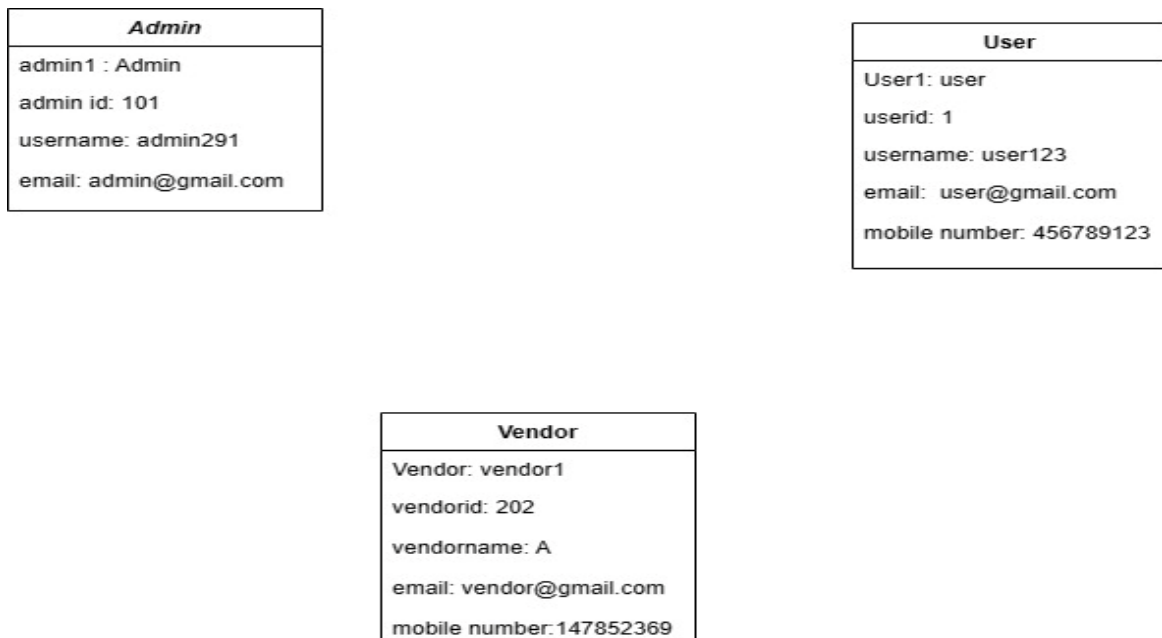 Admin
admin1 : Admin
admin id: 101
username: admin291
email: admin@gmail.com
User
User1: user
userid: 1
username: user123
email:  user@gmail.com
mobile number: 456789123
Vendor
Vendor: vendor1
vendorid: 202
vendorname: A
email: vendor@gmail.com
mobile number:147852369